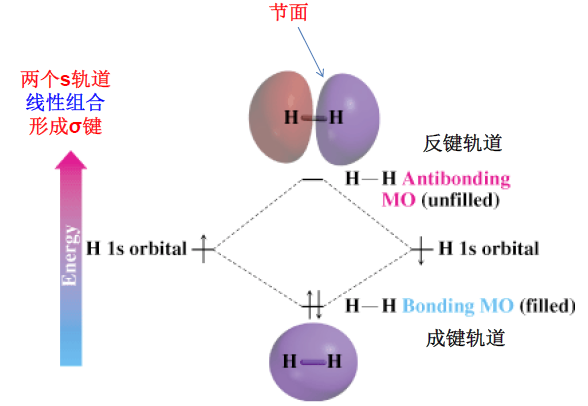 节面
两个s轨道
线性组合
形成σ键
H H
反键轨道
H—H Antibonding
MO (unfilled)
Energy
H 1s orbital
H 1s orbital
H—H Bonding MO (filled)
成键轨道
H H